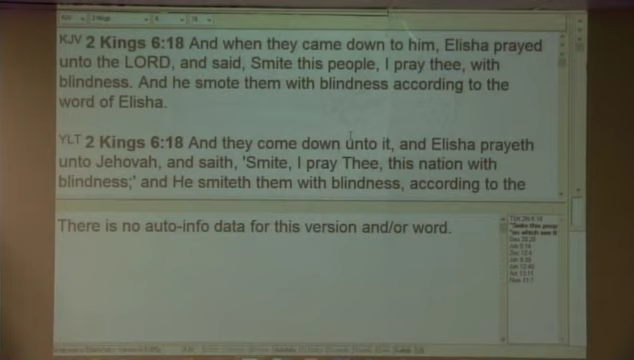 KJV 2 Kings 6:18 And when they came down to him, Elisha prayed
unto the LORD, and said, Smite this people, I pray thee, with
blindness. And he smote them with blindness according to the
word of Elisha.
YLT 2 Kings 6:18 And they come down unto it, and Elisha prayeth
unto Jehovah, and saith, 'Smite, I pray Thee, this nation with
blindness;' and He smiteth them with blindness, according to the
There is no auto-info data for this version and/or word.